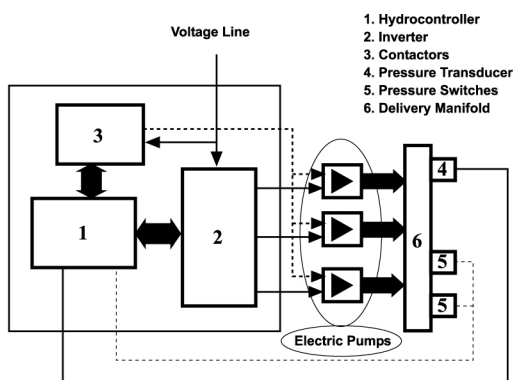 Voltage Line
1. Hydrocontroller
2. Inverter
3. Contactors
4. Pressure Transducer
5. Pressure Switches
6. Delivery Manifold
3
1
2
6
4
5
5
Electric Pumps